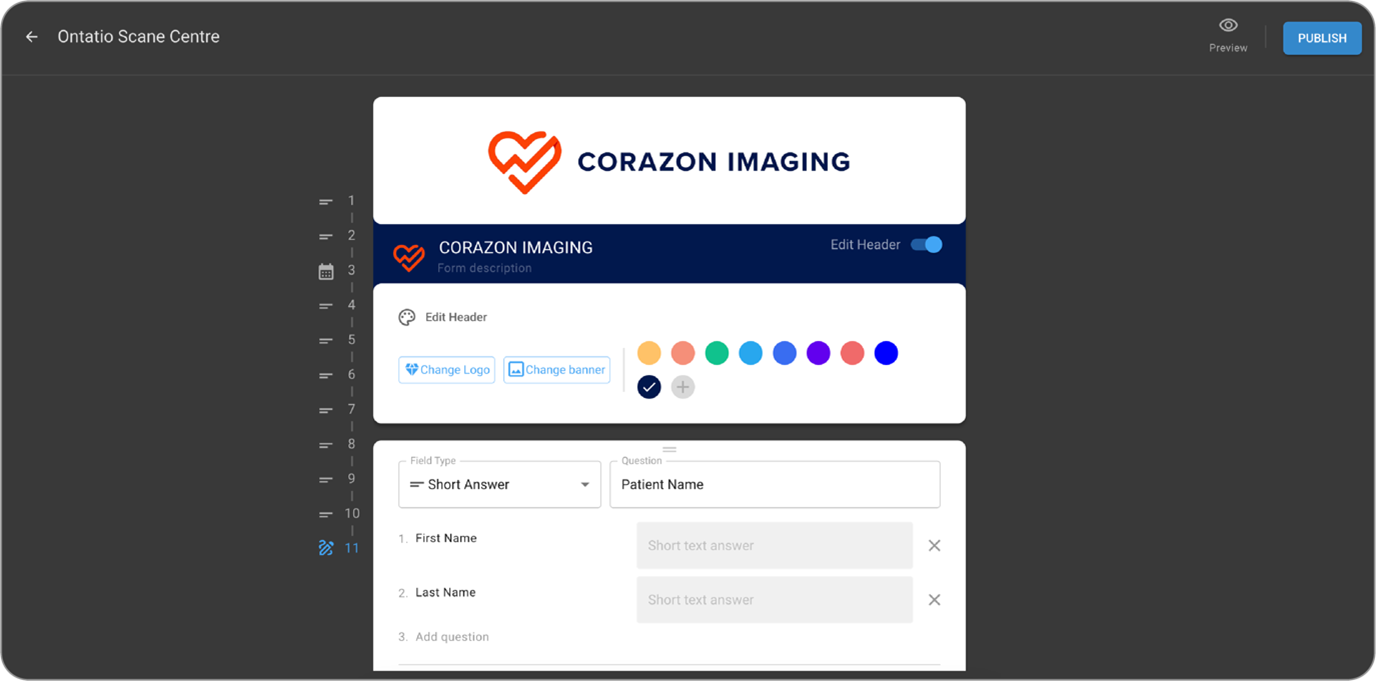 Ontatio Scane Centre
Preview
PUBLISH
CORAZON IMAGING
CORAZON IMAGING
Form description
Edit Header
Edit Header
Change Logo
Change banner
1
2
3
4
5
6
7
8
9
10
11
Field Type
Short Answer
Question
Patient Name
1. First Name
Short text answer
2. Last Name
Short text answer
3. Add question